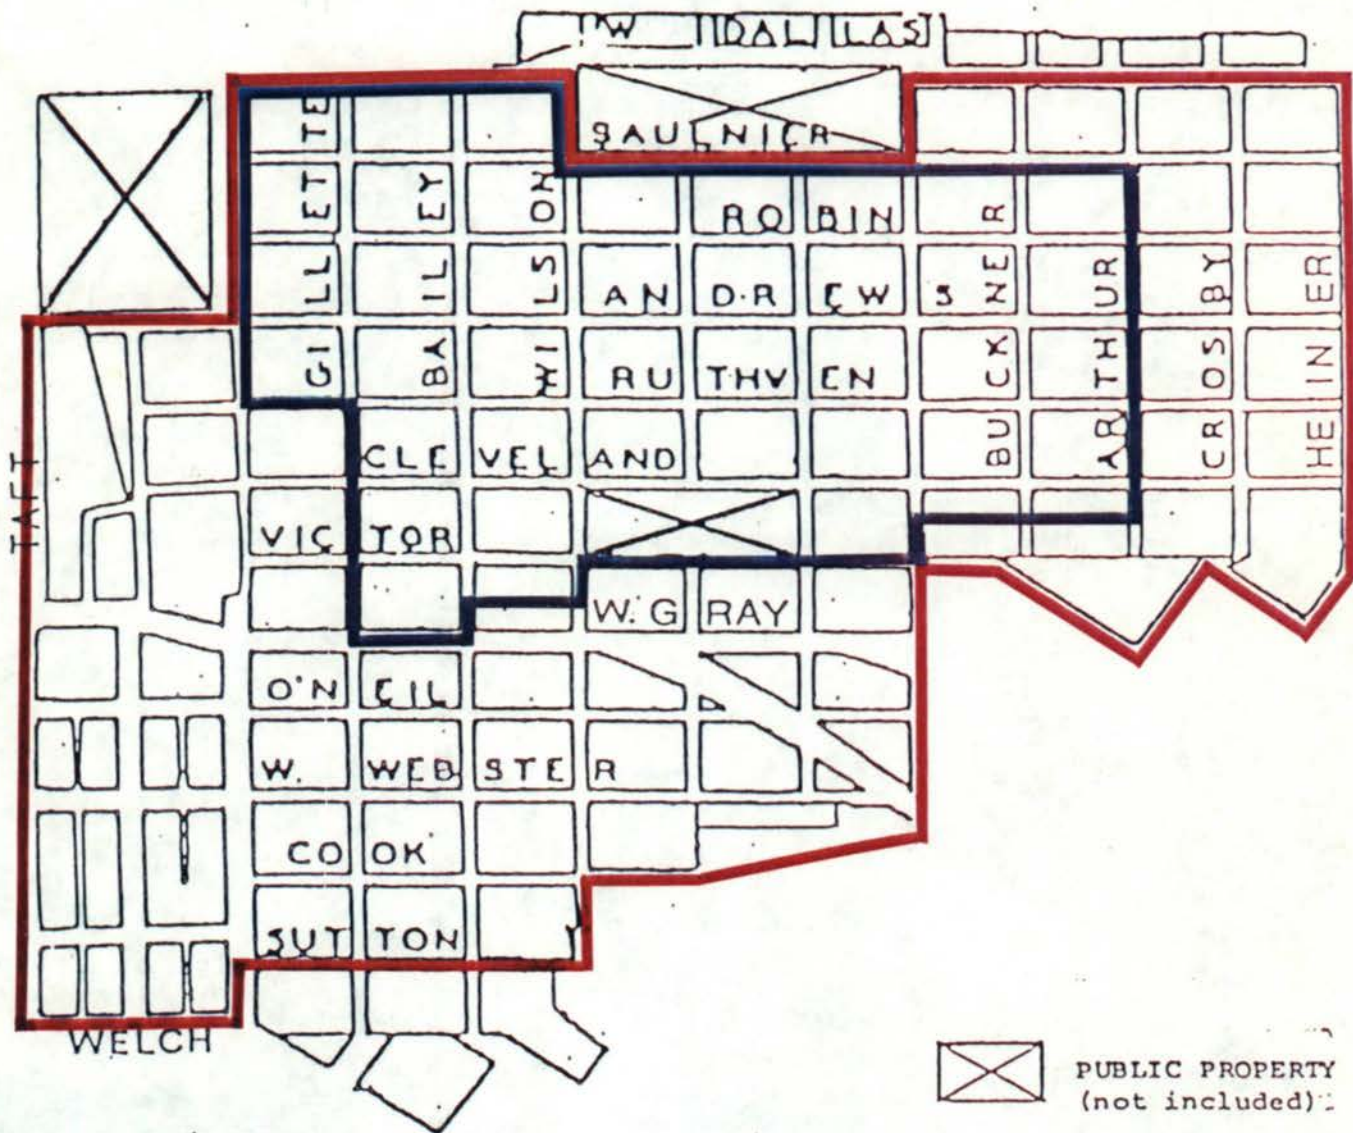 W DALLAS
SAULNIER
GILLETTE
BAILEY
WILSON
ROBIN
ANDREWS
RUTHVEN
BUCKNER
ARTHUR
CROSBY
HEINER
CLEVELAND
TAFT
VICTOR
W. GRAY
O'NEIL
W. WEBSTER
COOK
SUTTON
WELCH
PUBLIC PROPERTY
(not included)